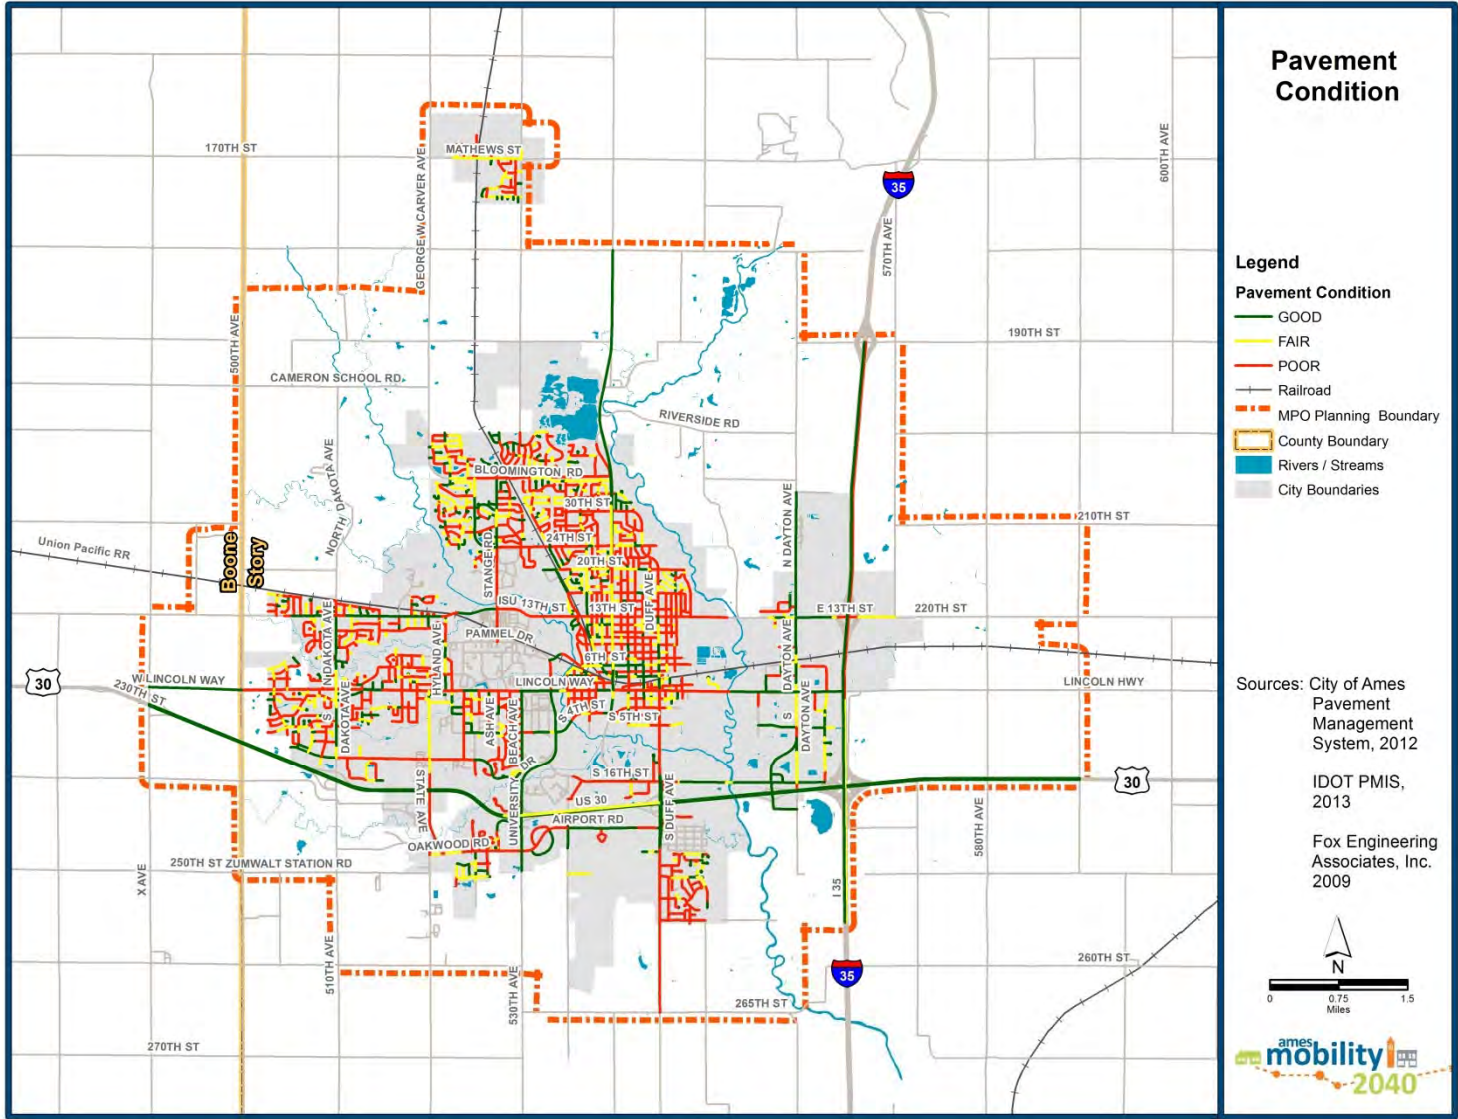 170TH ST
MATHEWS ST
GEORGE W CARVER AVE
600TH AVE
35
570TH AVE
500TH AVE
190TH ST
CAMERON SCHOOL RD
RIVERSIDE RD
NORTH DAKOTA AVE
BLOOMINGTON RD
30TH ST
N DAYTON AVE
210TH ST
Union Pacific RR
Boone
Story
STANGE RD
24TH ST
20TH ST
DUFF AVE
ISU 13TH ST
13TH ST
E 13TH ST
220TH ST
N DAKOTA AVE
HYLAND AVE
PAMMEL DR
6TH ST
DAYTON AVE
30
W LINCOLN WAY
230TH ST
LINCOLN WAY
LINCOLN HWY
S DAKOTA AVE
ASH AVE
BEACH AVE
S 4TH ST
S 5TH ST
S DAYTON AVE
STATE AVE
UNIVERSITY DR
S 16TH ST
US 30
AIRPORT RD
S DUFF AVE
30
OAKWOOD RD
580TH AVE
250TH ST ZUMWALT STATION RD
X AVE
I 35
510TH AVE
530TH AVE
35
260TH ST
265TH ST
270TH ST
Pavement
Condition
Legend
Pavement Condition
GOOD
FAIR
POOR
Railroad
MPO Planning Boundary
County Boundary
Rivers / Streams
City Boundaries
Sources: City of Ames
Pavement
Management
System, 2012
IDOT PMIS,
2013
Fox Engineering
Associates, Inc.
2009
N
0 0.75 1.5
Miles
ames
mobility
2040